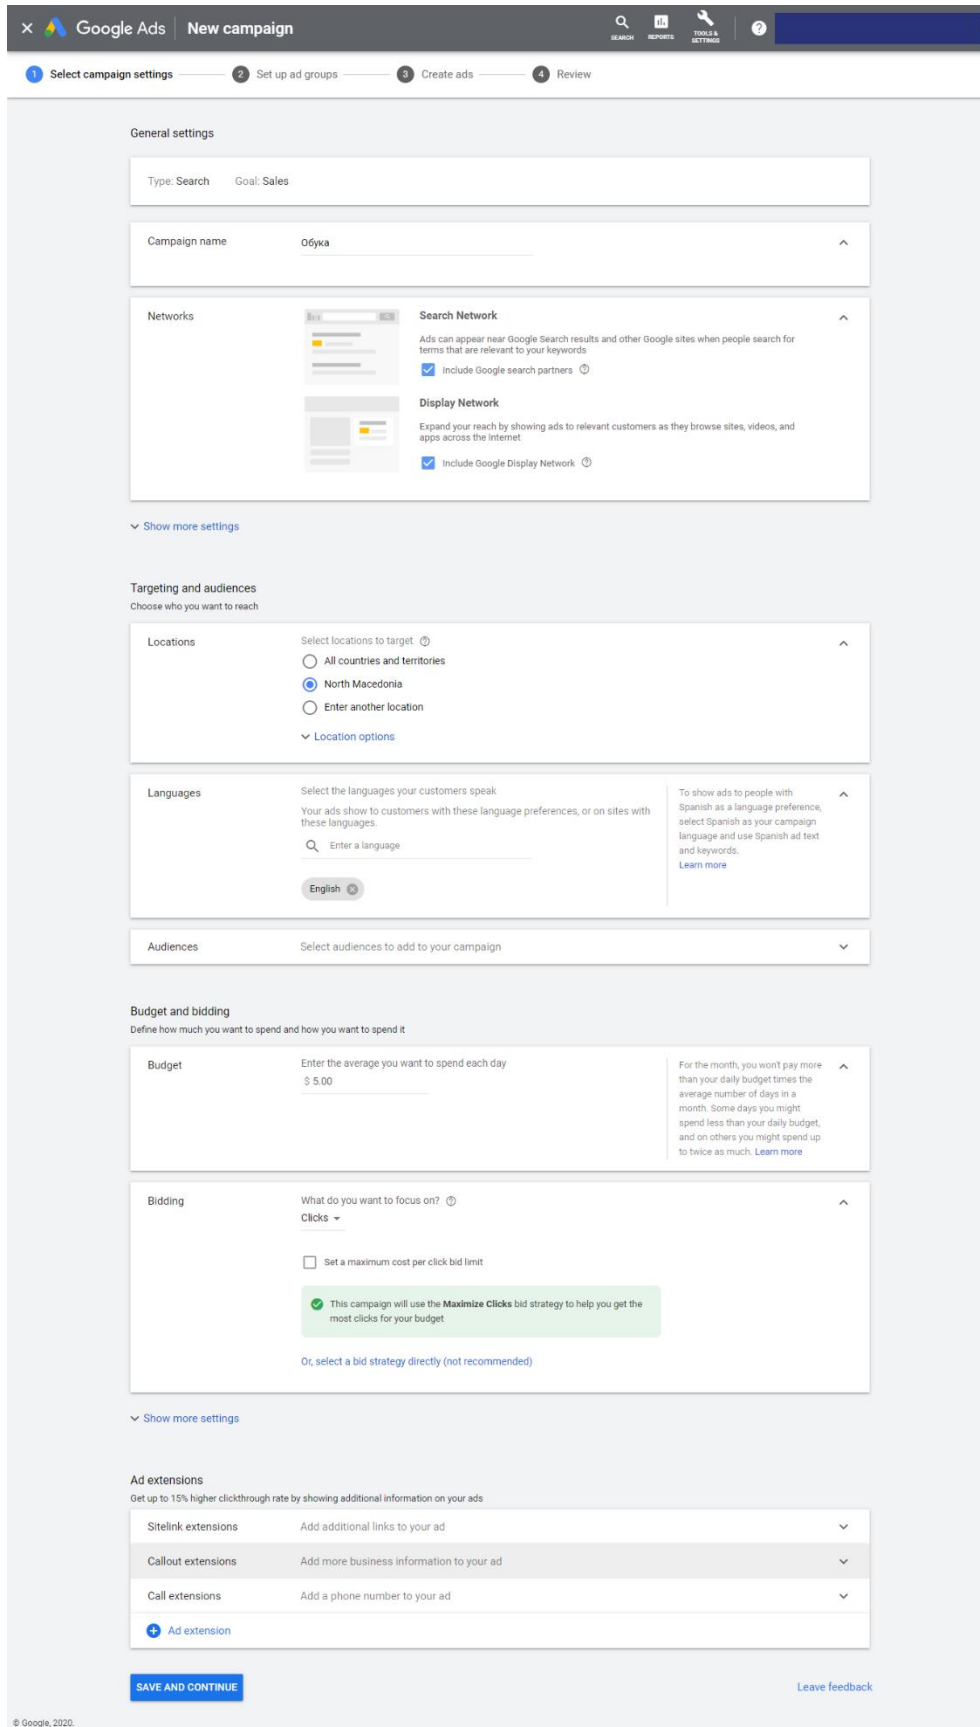 Google Ads New campaign
SEARCH
REPORTS
TOOLS &
SETTINGS
1 Select campaign settings 2 Set up ad groups 3 Create ads 4 Review
General settings
Type: Search Goal: Sales
Campaign name Обука
Networks
Search Network
Ads can appear near Google Search results and other Google sites when people search for
terms that are relevant to your keywords
Include Google search partners
Display Network
Expand your reach by showing ads to relevant customers as they browse sites, videos, and
apps across the Internet
Include Google Display Network
Show more settings
Targeting and audiences
Choose who you want to reach
Locations
Select locations to target
All countries and territories
North Macedonia
Enter another location
Location options
Languages
Select the languages your customers speak
Your ads show to customers with these language preferences, or on sites with
these languages.
Enter a language
English
To show ads to people with
Spanish as a language preference,
select Spanish as your campaign
language and use Spanish ad text
and keywords.
Learn more
Audiences Select audiences to add to your campaign
Budget and bidding
Define how much you want to spend and how you want to spend it
Budget
Enter the average you want to spend each day
$ 5.00
For the month, you won't pay more
than your daily budget times the
average number of days in a
month. Some days you might
spend less than your daily budget,
and on others you might spend up
to twice as much. Learn more
Bidding
What do you want to focus on?
Clicks
Set a maximum cost per click bid limit
This campaign will use the Maximize Clicks bid strategy to help you get the
most clicks for your budget
Or, select a bid strategy directly (not recommended)
Show more settings
Ad extensions
Get up to 15% higher clickthrough rate by showing additional information on your ads
Sitelink extensions Add additional links to your ad
Callout extensions Add more business information to your ad
Call extensions Add a phone number to your ad
Ad extension
SAVE AND CONTINUE
Leave feedback
© Google, 2020.